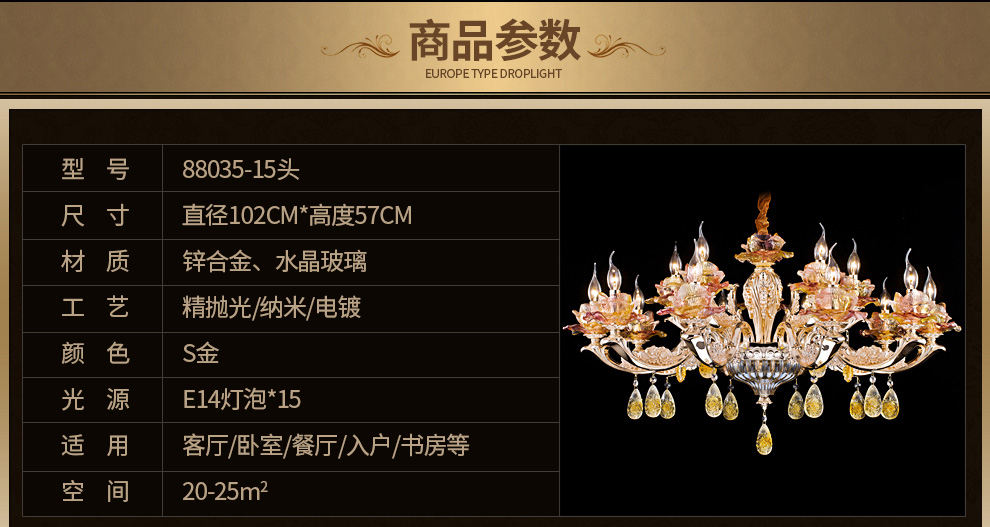 商品参数
EUROPE TYPE DROPLIGHT
型 号 88035-15头
尺 寸 直径102CM*高度57CM
材 质 锌合金、水晶玻璃
工 艺 精抛光/纳米/电镀
颜 色 S金
光 源 E14灯泡*15
适 用 客厅/卧室/餐厅/入户/书房等
空 间 20-25m²